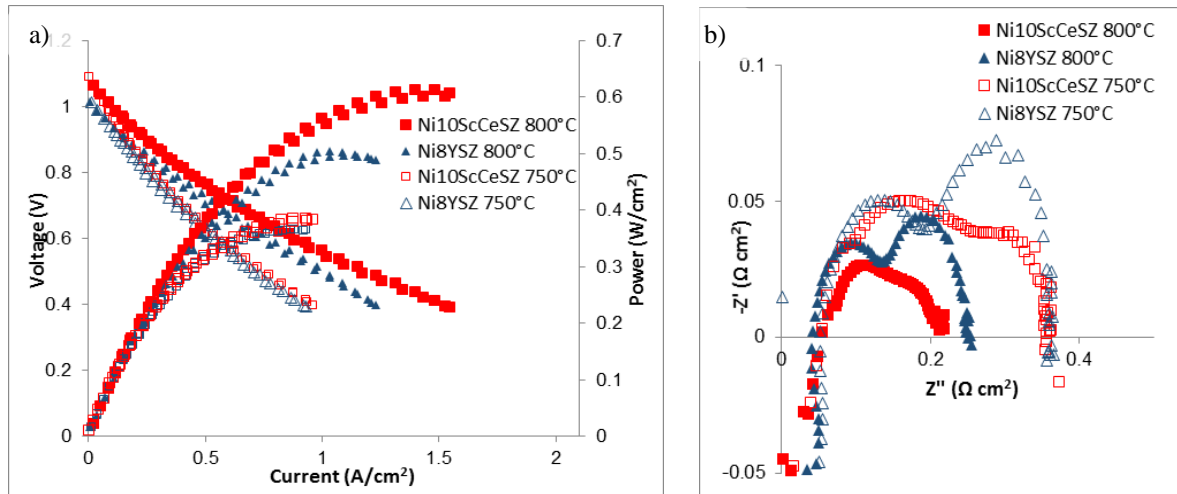 a)
1.2
1
0.8
0.6
0.4
0.2
0
Voltage (V)
0
0.5
1
1.5
2
Current (A/cm²)
0.7
0.6
0.5
0.4
0.3
0.2
0.1
0
Power (W/cm²)
Ni10ScCeSZ 800°C
Ni8YSZ 800°C
Ni10ScCeSZ 750°C
Ni8YSZ 750°C
b)
Ni10ScCeSZ 800°C
Ni8YSZ 800°C
Ni10ScCeSZ 750°C
Ni8YSZ 750°C
0.1
0.05
0
-0.05
-Z' (Ω cm²)
0
0.2
0.4
Z" (Ω cm²)